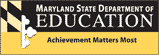 MARYLAND STATE DEPARTMENT OF
EDUCATION
Achievement Matters Most